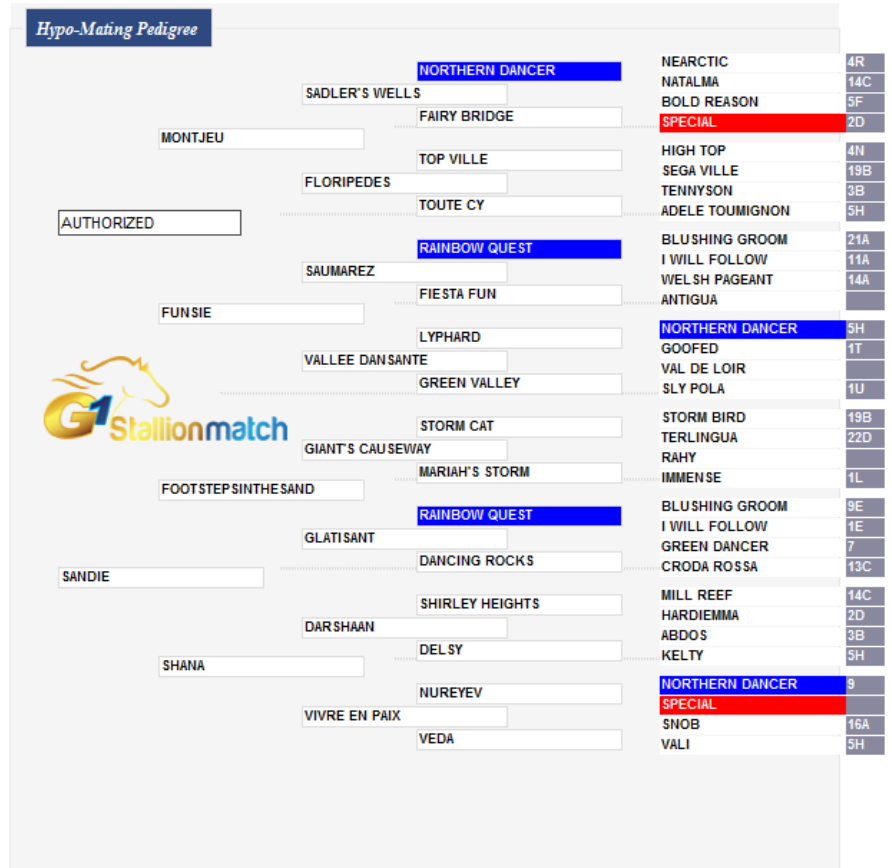 Hypo-Mating Pedigree
NEARCTIC 4R
NORTHERN DANCER
NATALMA 14C
SADLER'S WELLS
BOLD REASON 5F
FAIRY BRIDGE
SPECIAL 2D
MONTJEU
HIGH TOP 4N
TOP VILLE
SEGA VILLE 19B
FLORIPEDES
TENNYSON 3B
TOUTE CY
ADELE TOUMIGNON 5H
AUTHORIZED
BLUSHING GROOM 21A
RAINBOW QUEST
I WILL FOLLOW 11A
SAUMAREZ
WELSH PAGEANT 14A
FIESTA FUN
ANTIGUA
FUNSIE
NORTHERN DANCER 5H
LYPHARD
GOOFED 1T
VALLEE DANSANTE
VAL DE LOIR
GREEN VALLEY
SLY POLA 1U
G1 Stallionmatch
STORM BIRD 19B
STORM CAT
TERLINGUA 22D
GIANT'S CAUSEWAY
RAHY
MARIAH'S STORM
IMMENSE 1L
FOOTSTEPSINTHESAND
BLUSHING GROOM 9E
RAINBOW QUEST
I WILL FOLLOW 1E
GLATISANT
GREEN DANCER 7
DANCING ROCKS
CRODA ROSSA 13C
SANDIE
MILL REEF 14C
SHIRLEY HEIGHTS
HARDIEMMA 2D
DARSHAAN
ABDOS 3B
DELSY
KELTY 5H
SHANA
NORTHERN DANCER 9
NUREYEV
SPECIAL
VIVRE EN PAIX
SNOB 16A
VEDA
VALI 5H